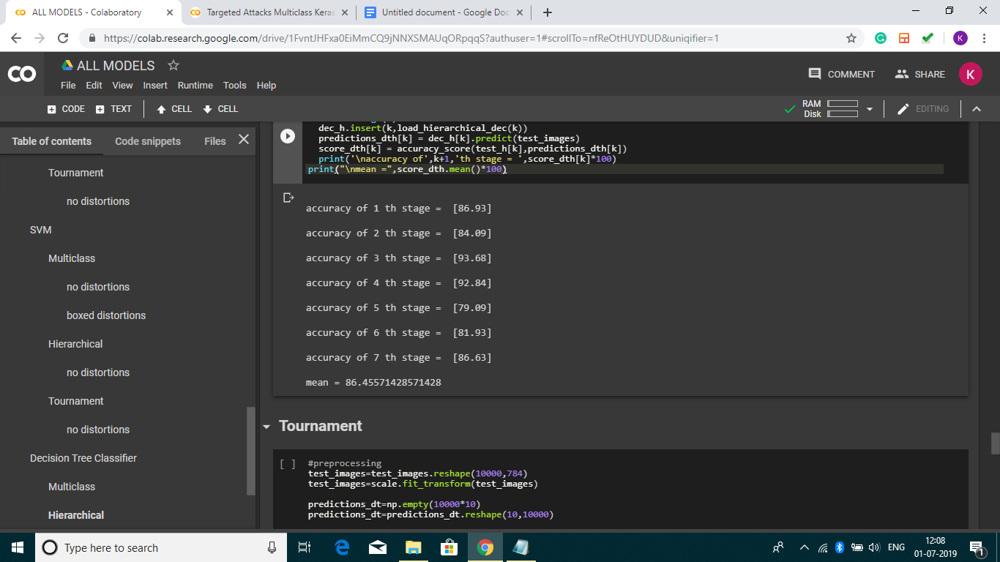 ALL MODELS - Colaboratory
Targeted Attacks Multiclass Keras
Untitled document - Google Doc
https://colab.research.google.com/drive/1FvntJHFxa0EiMmCQ9jNNXSMAUqORpqqS?authuser=1#scrollTo=nfReOtHUYDUD&uniqifier=1
K
CO
ALL MODELS
COMMENT
SHARE
K
File Edit View Insert Runtime Tools Help
CODE TEXT CELL CELL
RAM
Disk
EDITING
Table of contents Code snippets Files
Tournament
no distortions
SVM
Multiclass
no distortions
boxed distortions
Hierarchical
no distortions
Tournament
no distortions
Decision Tree Classifier
Multiclass
Hierarchical
dec_h.insert(k,load_hierarchical_dec(k))
predictions_dth[k] = dec_h[k].predict(test_images)
score_dth[k] = accuracy_score(test_h[k],predictions_dth[k])
print('\naccuracy of',k+1,'th stage = ',score_dth[k]*100)
print("\nmean =",score_dth.mean()*100)
accuracy of 1 th stage =  [86.93]
accuracy of 2 th stage =  [84.09]
accuracy of 3 th stage =  [93.68]
accuracy of 4 th stage =  [92.84]
accuracy of 5 th stage =  [79.09]
accuracy of 6 th stage =  [81.93]
accuracy of 7 th stage =  [86.63]
mean = 86.45571428571428
Tournament
[ ]
#preprocessing
test_images=test_images.reshape(10000,784)
test_images=scale.fit_transform(test_images)
predictions_dt=np.empty(10000*10)
predictions_dt=predictions_dt.reshape(10,10000)
Type here to search
ENG
12:08
01-07-2019
1